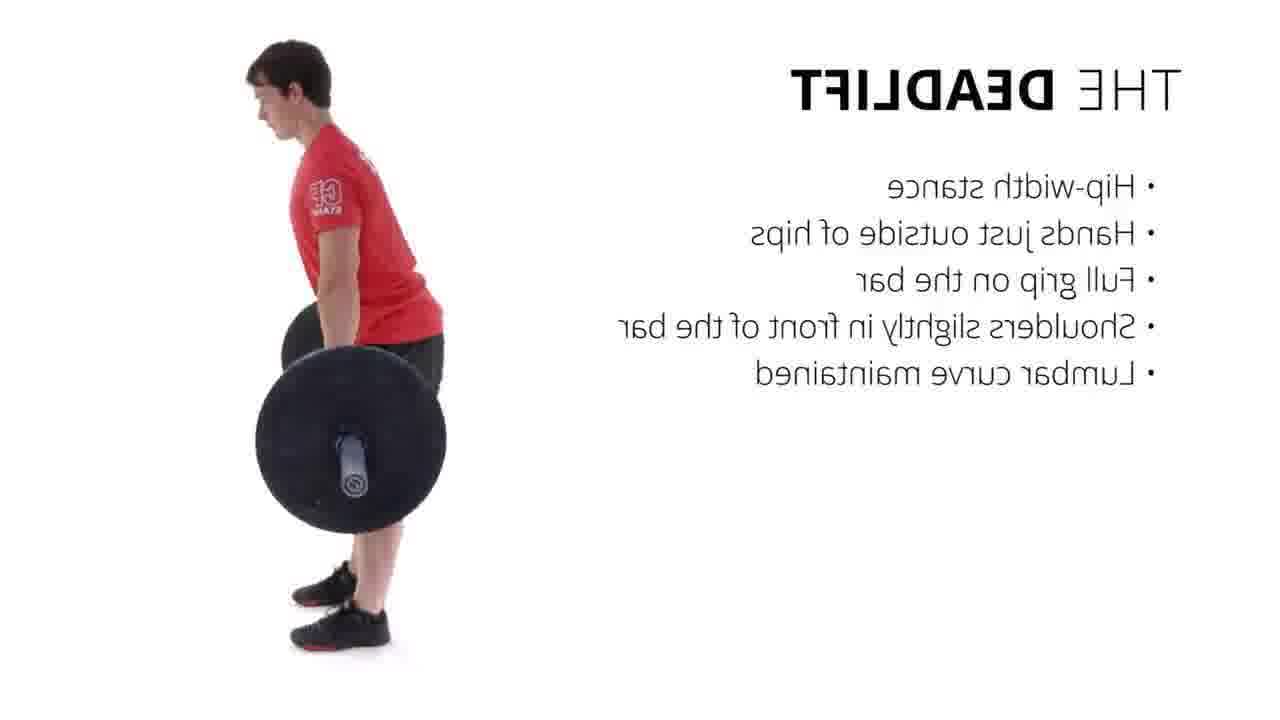 THE DEADLIFT
• Hip-width stance
• Hands just outside of hips
• Full grip on the bar
• Shoulders slightly in front of the bar
• Lumbar curve maintained